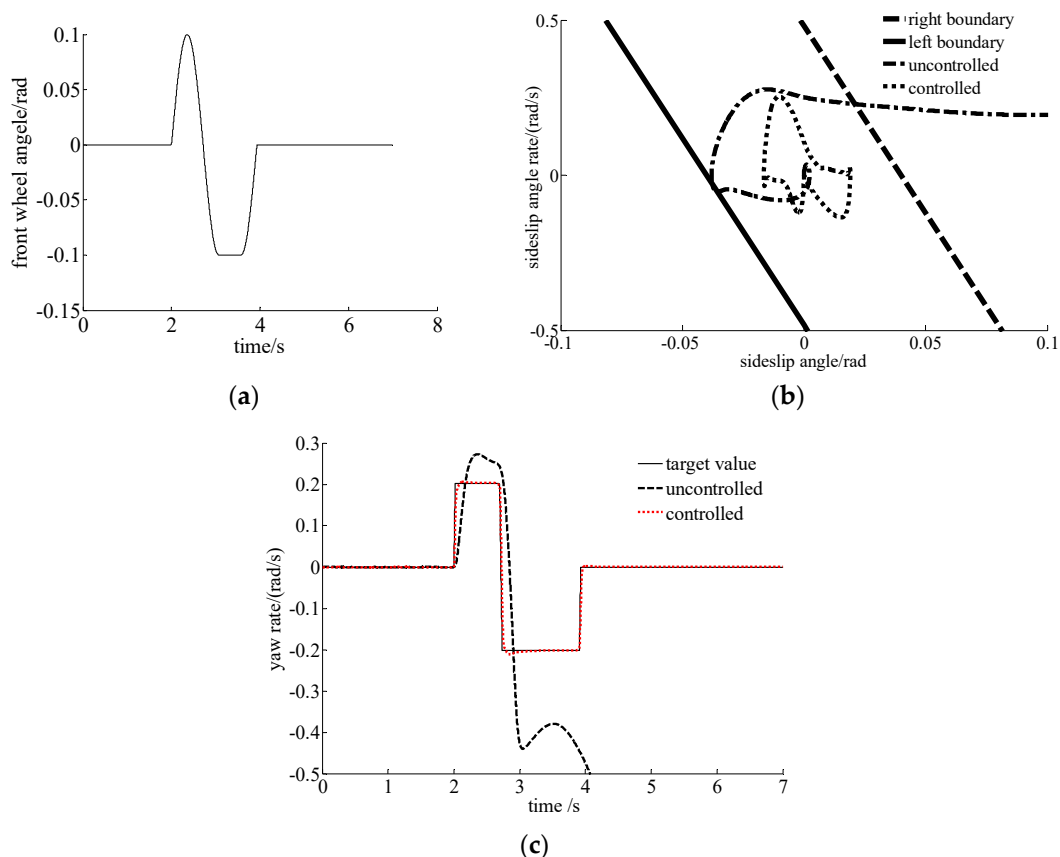 0.1
0.05
0
-0.05
-0.1
-0.15
front wheel angele/rad
0 2 4 6 8
time/s
(a)
0.5
0
-0.5
sideslip angle rate/(rad/s)
right boundary
left boundary
uncontrolled
controlled
-0.1 -0.05 0 0.05 0.1
sideslip angle/rad
(b)
0.3
0.2
0.1
0
-0.1
-0.2
-0.3
-0.4
-0.5
yaw rate/(rad/s)
target value
uncontrolled
controlled
0 1 2 3 4 5 6 7
time /s
(c)